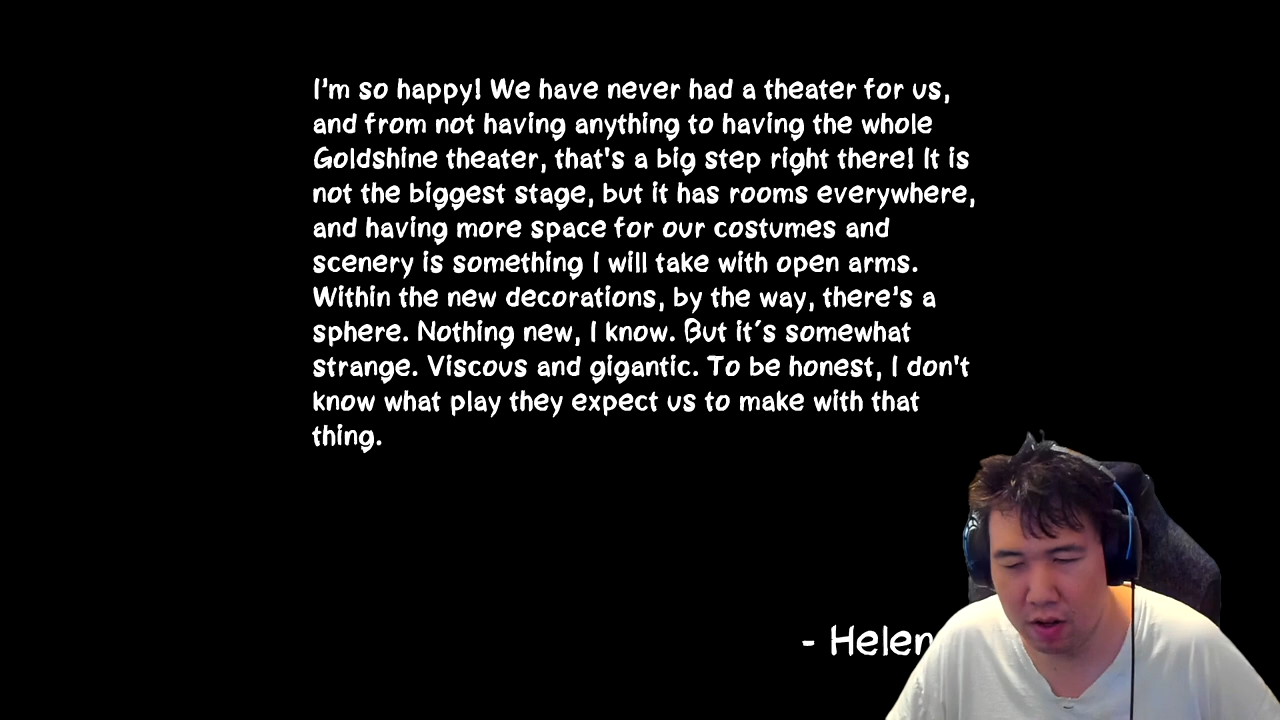 I'm so happy! We have never had a theater for us,
and from not having anything to having the whole
Goldshine theater, that's a big step right there! It is
not the biggest stage, but it has rooms everywhere,
and having more space for our costumes and
scenery is something I will take with open arms.
Within the new decorations, by the way, there's a
sphere. Nothing new, I know. But it´s somewhat
strange. Viscous and gigantic. To be honest, I don't
know what play they expect us to make with that
thing.
- Helen